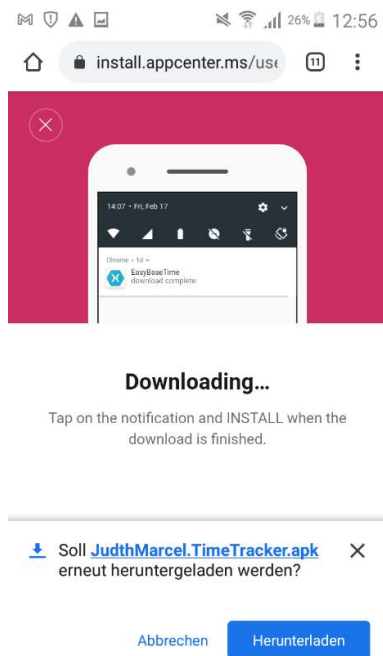 26% 12:56
install.appcenter.ms/use
11
14:07 • Fri, Feb 17
Chrome • 1d
EasyBaseTime
download complete
Downloading...
Tap on the notification and INSTALL when the
download is finished.
Soll JudthMarcel.TimeTracker.apk
erneut heruntergeladen werden?
Abbrechen Herunterladen